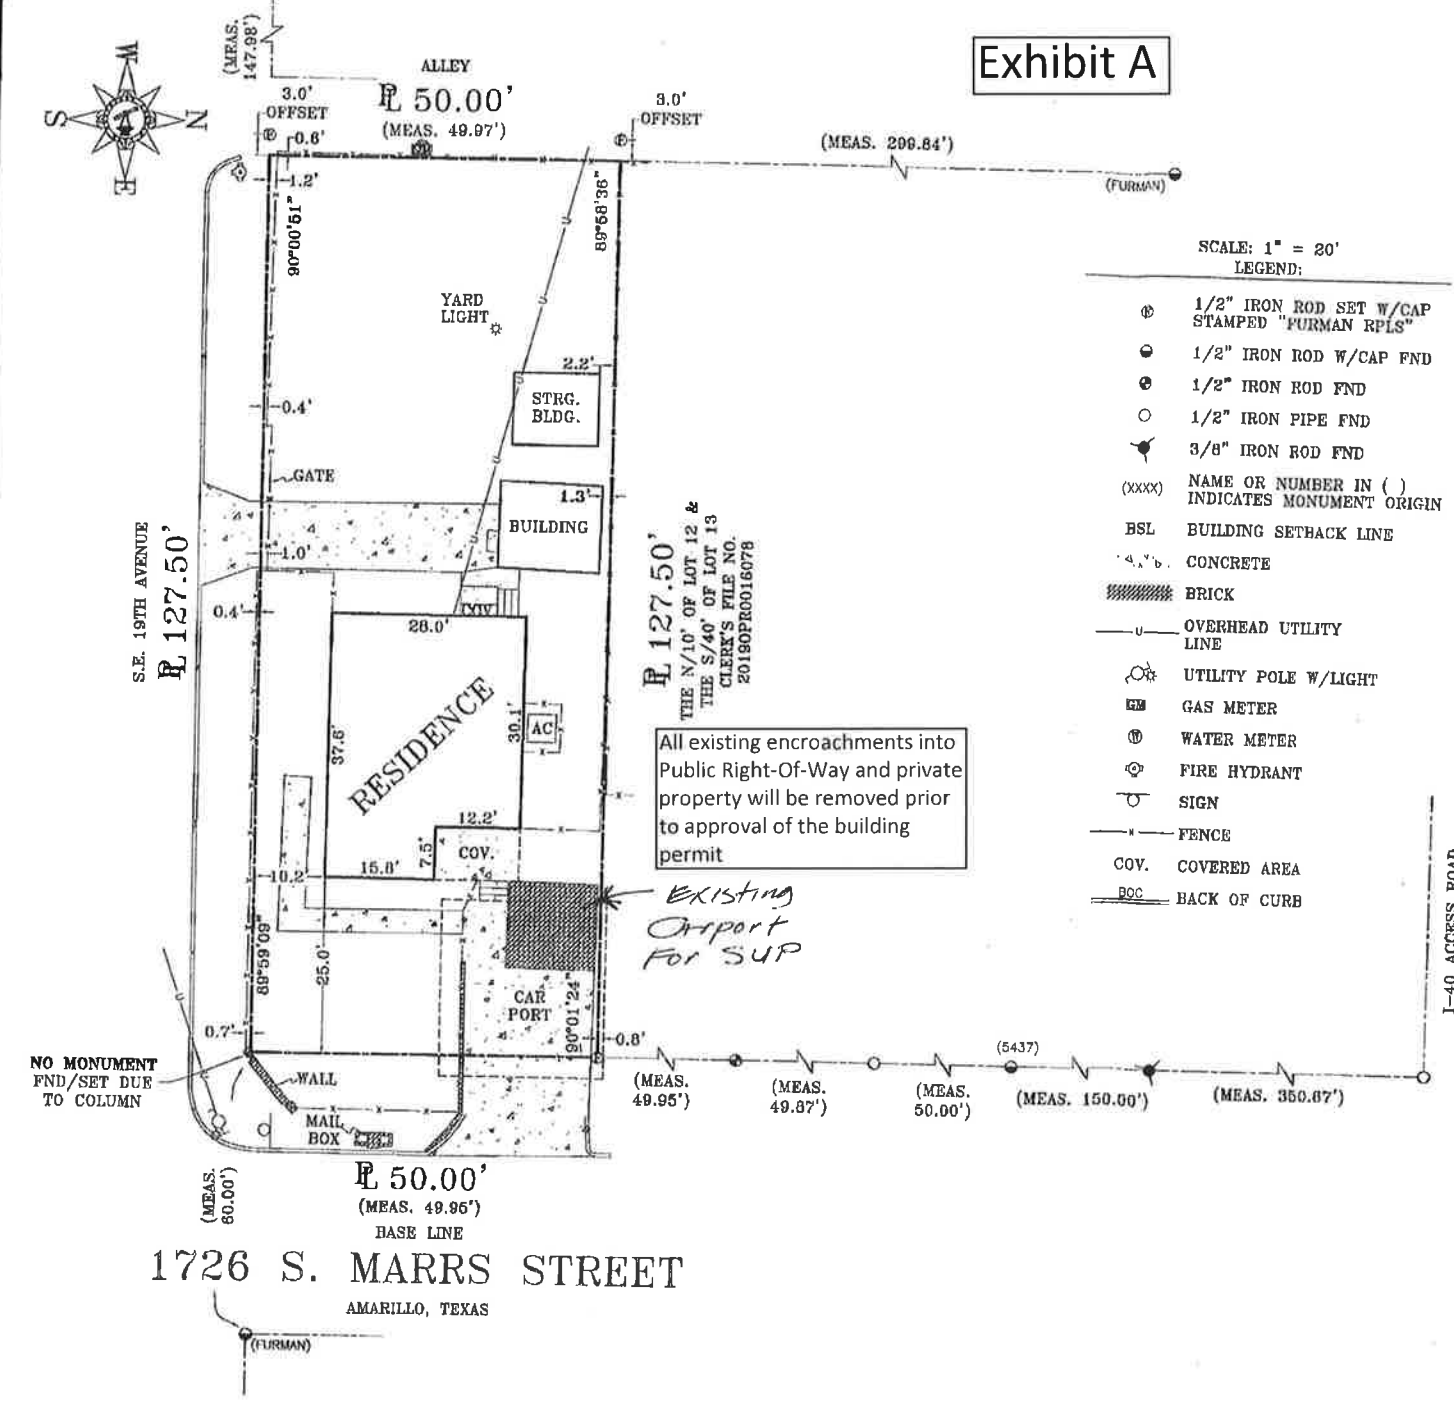 Exhibit A
(MEAS.
147.98')
ALLEY
PL 50.00'
(MEAS. 49.97')
3.0'
OFFSET
3.0'
OFFSET
W
S
N
E
0.6'
1.2'
(MEAS. 299.84')
(FURMAN)
90°00'51"
89°58'36"
YARD
LIGHT
2.2'
STRG.
BLDG.
0.4'
GATE
1.3'
BUILDING
1.0'
0.4'
COV
28.0'
S.E. 19TH AVENUE
PL 127.50'
PL 127.50'
THE N/10' OF LOT 12 &
THE S/40' OF LOT 13
CLERK'S FILE NO.
2019OPR0016078
RESIDENCE
37.6'
30.1'
AC
12.2'
7.5'
COV.
15.8'
10.2'
25.0'
89°59'09"
90°01'24"
CAR
PORT
0.7'
0.8'
All existing encroachments into
Public Right-Of-Way and private
property will be removed prior
to approval of the building
permit
Existing
Carport
For SUP
NO MONUMENT
FND/SET DUE
TO COLUMN
WALL
MAIL
BOX
(MEAS.
49.95')
(MEAS.
49.87')
(5437)
(MEAS.
50.00')
(MEAS. 150.00')
(MEAS. 350.67')
I-40 ACCESS ROAD
(MEAS.
60.00')
PL 50.00'
(MEAS. 49.96')
BASE LINE
1726 S. MARRS STREET
AMARILLO, TEXAS
(FURMAN)
SCALE: 1" = 20'
LEGEND:
1/2" IRON ROD SET W/CAP
STAMPED "FURMAN RPLS"
1/2" IRON ROD W/CAP FND
1/2" IRON ROD FND
1/2" IRON PIPE FND
3/8" IRON ROD FND
(XXXX) NAME OR NUMBER IN ( )
INDICATES MONUMENT ORIGIN
BSL BUILDING SETBACK LINE
CONCRETE
BRICK
U OVERHEAD UTILITY
LINE
UTILITY POLE W/LIGHT
GM GAS METER
W WATER METER
FIRE HYDRANT
SIGN
x FENCE
COV. COVERED AREA
BOC BACK OF CURB